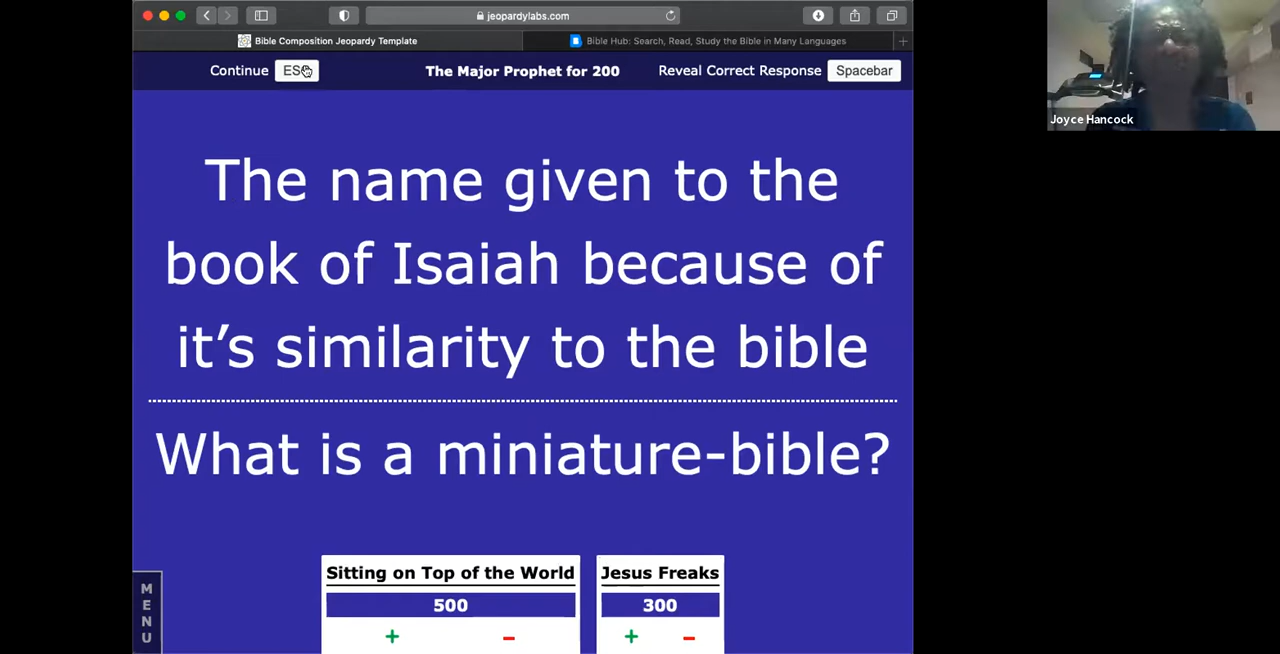 jeopardylabs.com
Bible Composition Jeopardy Template
Bible Hub: Search, Read, Study the Bible in Many Languages
Continue ESC The Major Prophet for 200 Reveal Correct Response Spacebar
The name given to the
book of Isaiah because of
it’s similarity to the bible
What is a miniature-bible?
Sitting on Top of the World
500
+ −
Jesus Freaks
300
+ −
MENU
Joyce Hancock